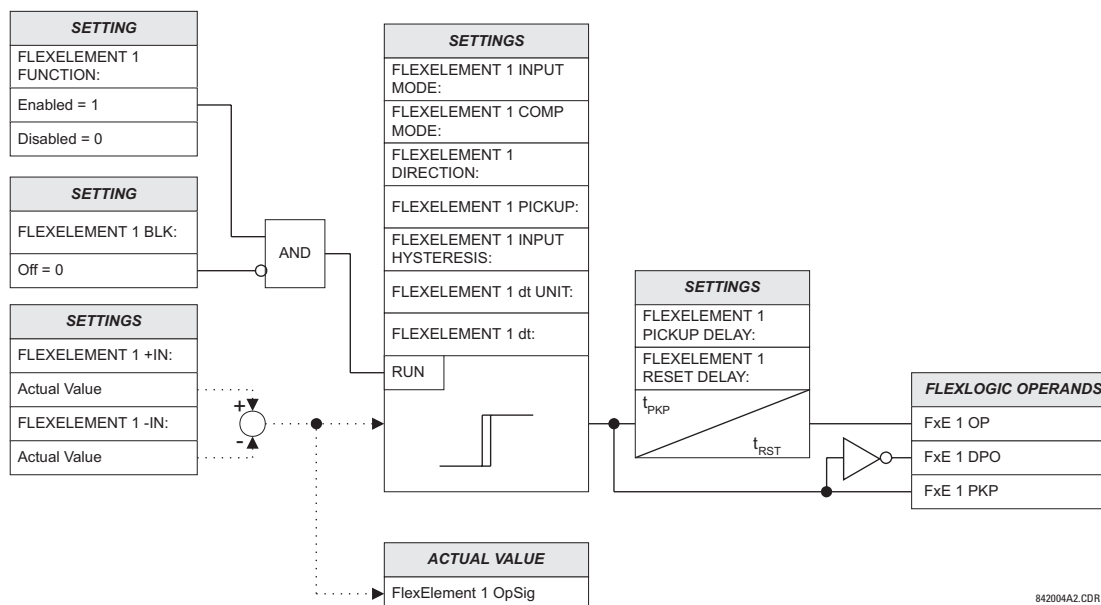 SETTING
FLEXELEMENT 1
FUNCTION:
Enabled = 1
Disabled = 0
SETTING
FLEXELEMENT 1 BLK:
Off = 0
SETTINGS
FLEXELEMENT 1 +IN:
Actual Value
FLEXELEMENT 1 -IN:
Actual Value
+
-
AND
SETTINGS
FLEXELEMENT 1 INPUT
MODE:
FLEXELEMENT 1 COMP
MODE:
FLEXELEMENT 1
DIRECTION:
FLEXELEMENT 1 PICKUP:
FLEXELEMENT 1 INPUT
HYSTERESIS:
FLEXELEMENT 1 dt UNIT:
FLEXELEMENT 1 dt:
RUN
ACTUAL VALUE
FlexElement 1 OpSig
SETTINGS
FLEXELEMENT 1
PICKUP DELAY:
FLEXELEMENT 1
RESET DELAY:
tPKP
tRST
FLEXLOGIC OPERANDS
FxE 1 OP
FxE 1 DPO
FxE 1 PKP
842004A2.CDR